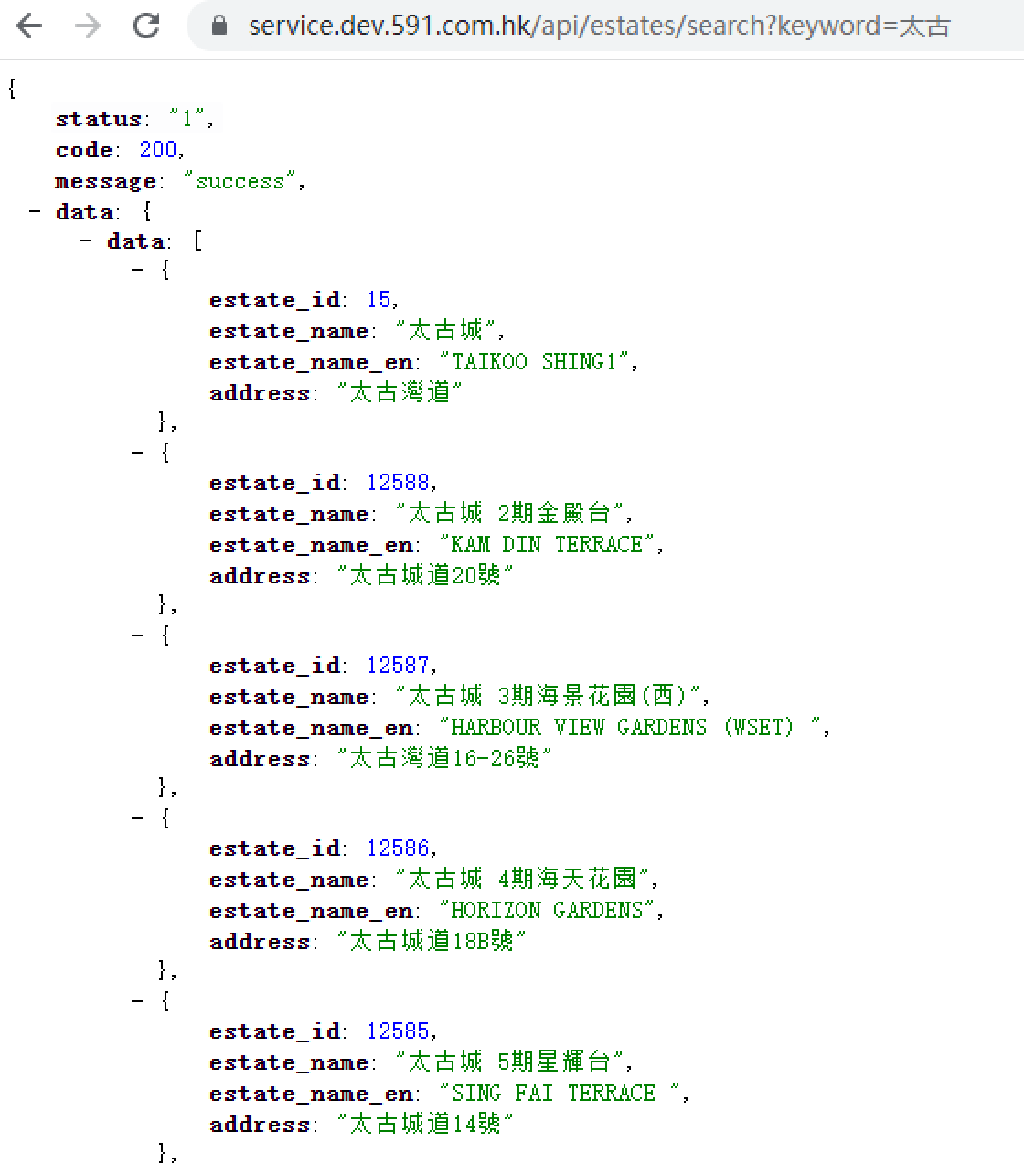 service.dev.591.com.hk/api/estates/search?keyword=太古
{
status: "1",
code: 200,
message: "success",
- data: {
- data: [
- {
estate_id: 15,
estate_name: "太古城",
estate_name_en: "TAIKOO SHING1",
address: "太古灣道"
},
- {
estate_id: 12588,
estate_name: "太古城 2期金殿台",
estate_name_en: "KAM DIN TERRACE",
address: "太古城道20號"
},
- {
estate_id: 12587,
estate_name: "太古城 3期海景花園(西)",
estate_name_en: "HARBOUR VIEW GARDENS (WSET) ",
address: "太古灣道16-26號"
},
- {
estate_id: 12586,
estate_name: "太古城 4期海天花園",
estate_name_en: "HORIZON GARDENS",
address: "太古城道18B號"
},
- {
estate_id: 12585,
estate_name: "太古城 5期星輝台",
estate_name_en: "SING FAI TERRACE ",
address: "太古城道14號"
},